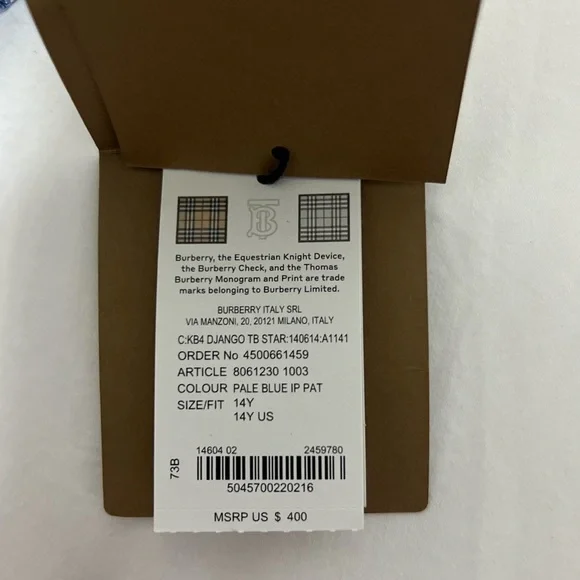 Burberry, the Equestrian Knight Device,
the Burberry Check, and the Thomas
Burberry Monogram and Print are trade
marks belonging to Burberry Limited.
BURBERRY ITALY SRL
VIA MANZONI, 20, 20121 MILANO, ITALY
C:KB4 DJANGO TB STAR:140614:A1141
ORDER No 4500661459
ARTICLE 8061230 1003
COLOUR PALE BLUE IP PAT
SIZE/FIT 14Y
14Y US
14604 02 2459780
73B
5045700220216
MSRP US $ 400